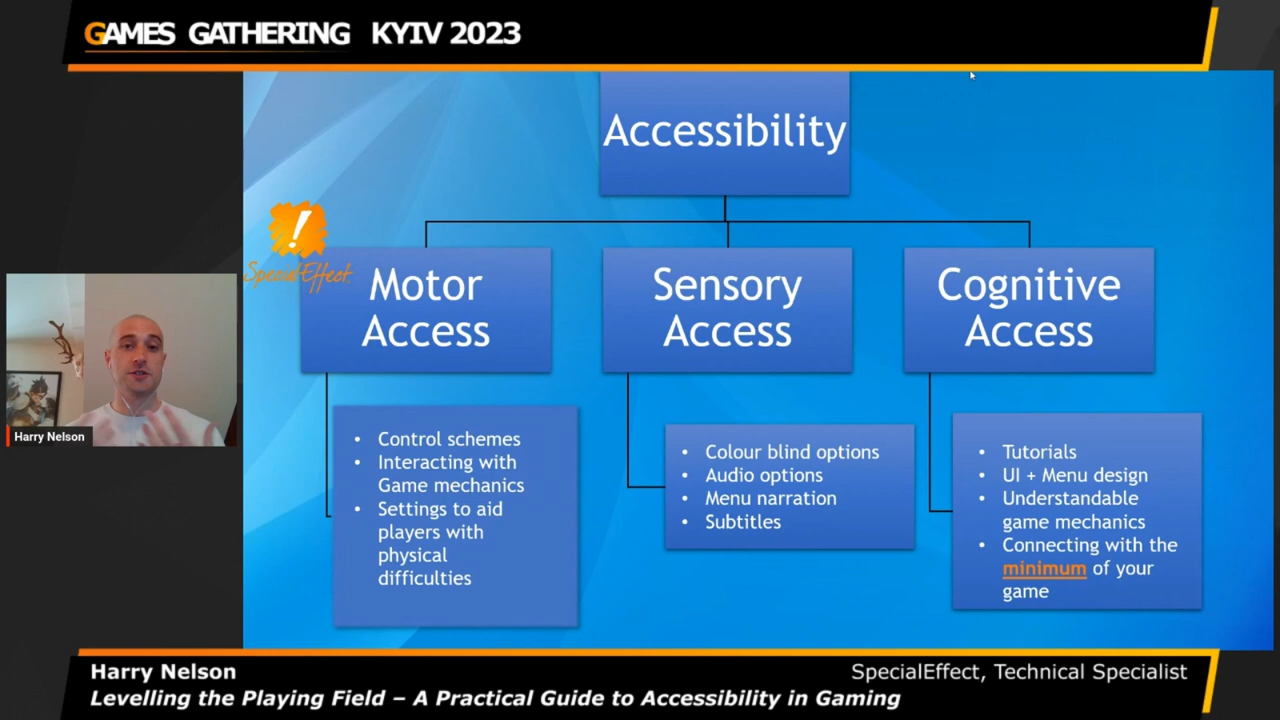 GAMES GATHERING KYIV 2023
Accessibility
SpecialEffect
Motor
Access
Sensory
Access
Cognitive
Access
• Control schemes
• Interacting with
Game mechanics
• Settings to aid
players with
physical
difficulties
• Colour blind options
• Audio options
• Menu narration
• Subtitles
• Tutorials
• UI + Menu design
• Understandable
game mechanics
• Connecting with the
minimum of your
game
Harry Nelson
Harry Nelson
SpecialEffect, Technical Specialist
Levelling the Playing Field – A Practical Guide to Accessibility in Gaming